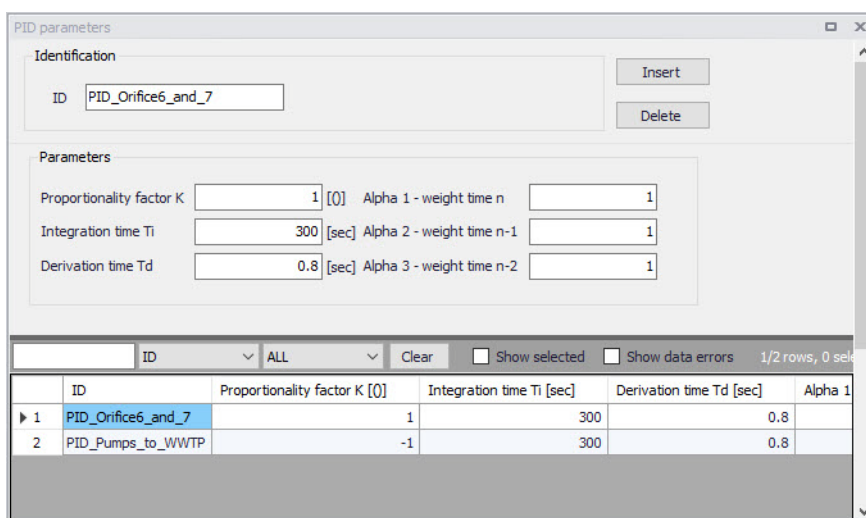 PID parameters
Identification
ID PID_Orifice6_and_7
Insert
Delete
Parameters
Proportionality factor K 1 [()] Alpha 1 - weight time n 1
Integration time Ti 300 [sec] Alpha 2 - weight time n-1 1
Derivation time Td 0.8 [sec] Alpha 3 - weight time n-2 1
ID ALL Clear Show selected Show data errors 1/2 rows, 0 sele
ID Proportionality factor K [()] Integration time Ti [sec] Derivation time Td [sec] Alpha 1
1 PID_Orifice6_and_7 1 300 0.8
2 PID_Pumps_to_WWTP -1 300 0.8